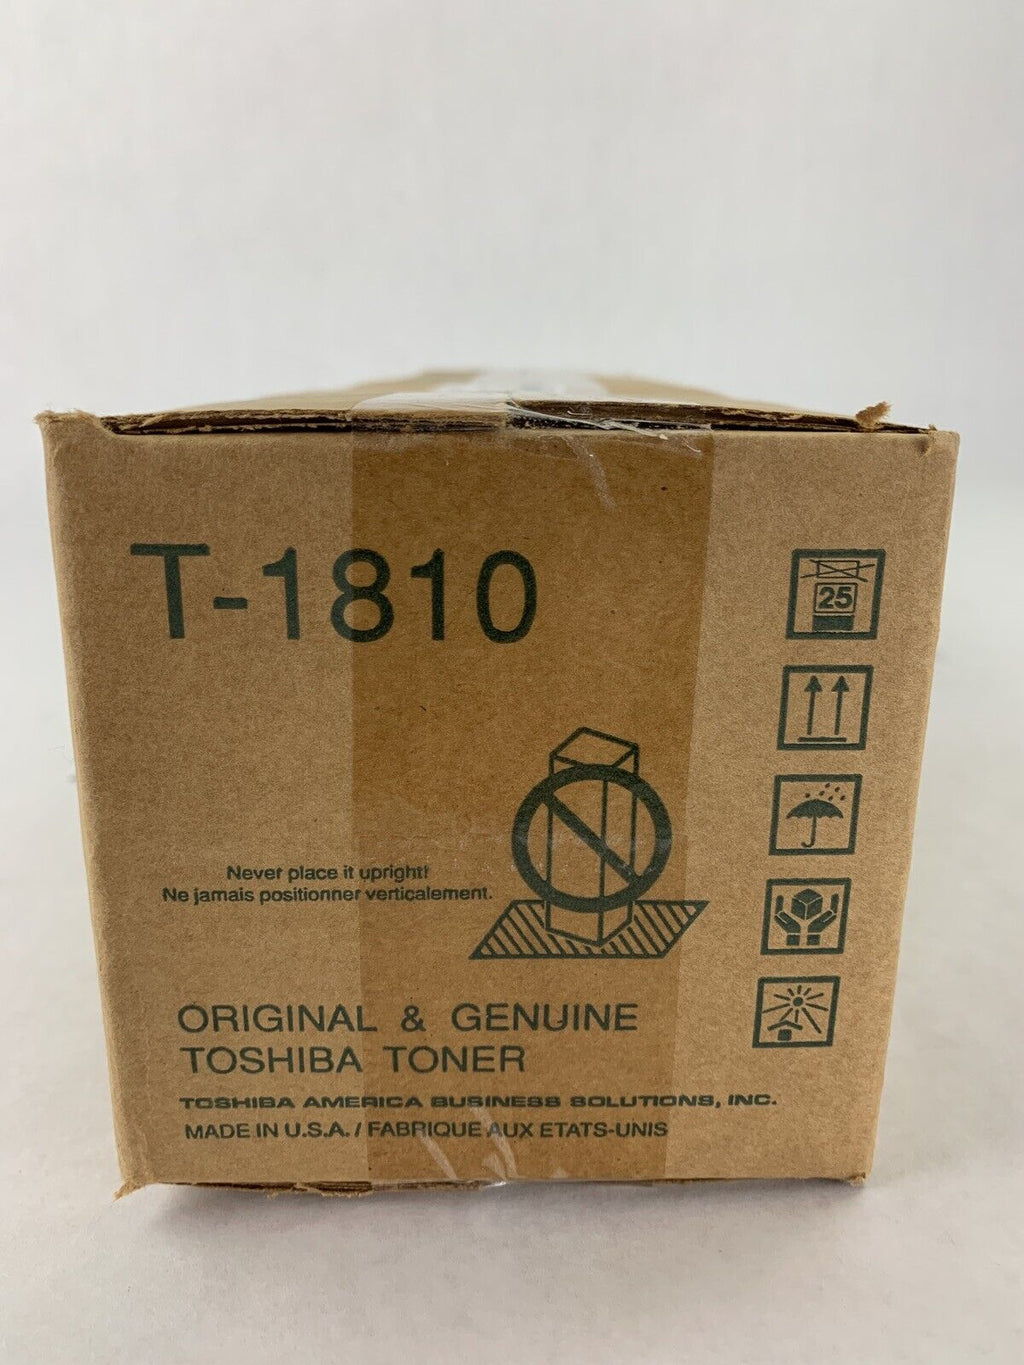 T-1810
25
Never place it upright!
Ne jamais positionner verticalement.
ORIGINAL & GENUINE
TOSHIBA TONER
TOSHIBA AMERICA BUSINESS SOLUTIONS, INC.
MADE IN U.S.A. / FABRIQUE AUX ETATS-UNIS